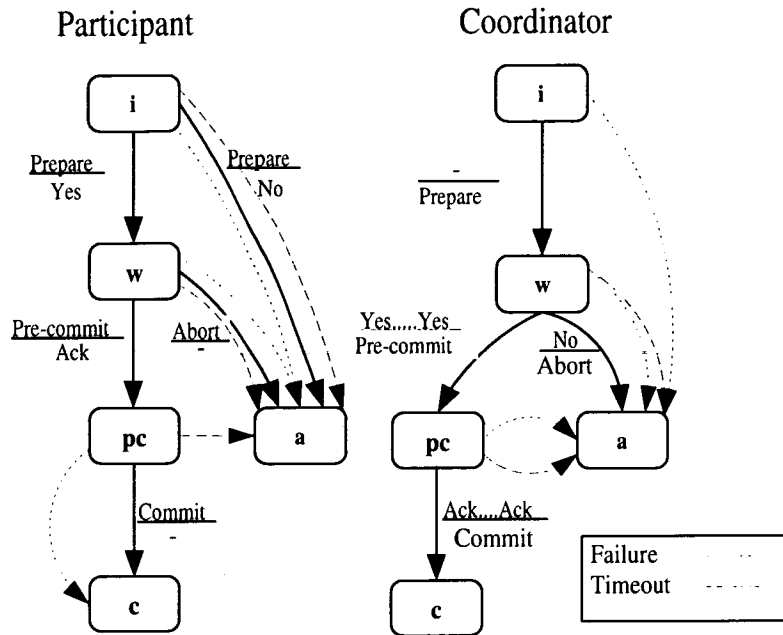 Participant
i
Prepare
Yes
Prepare
No
w
Pre-commit
Ack
Abort
-
pc
a
Commit
-
c
Coordinator
i
-
Prepare
w
Yes.....Yes
Pre-commit
No
Abort
pc
a
Ack....Ack
Commit
c
Failure
Timeout